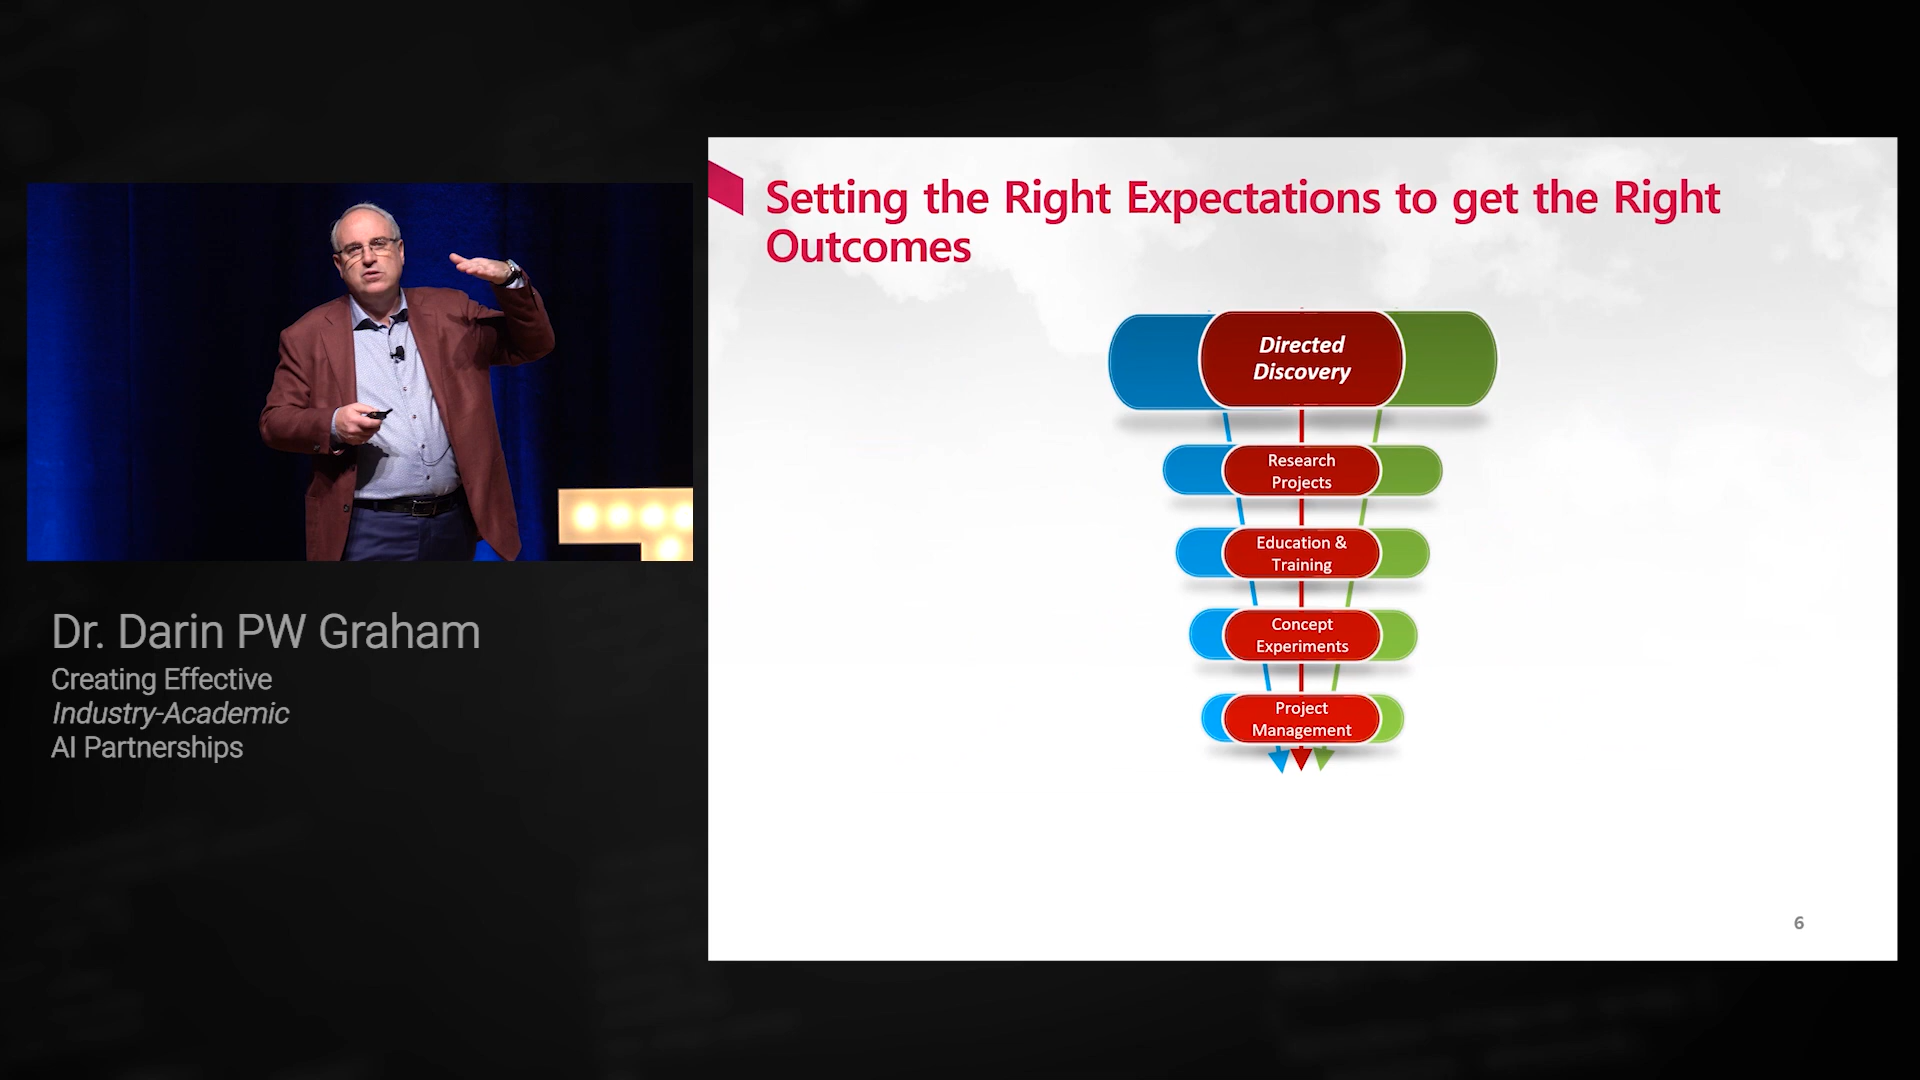 Setting the Right Expectations to get the Right
Outcomes
Directed
Discovery
Research
Projects
Education &
Training
Concept
Experiments
Project
Management
6
Dr. Darin PW Graham
Creating Effective
Industry-Academic
AI Partnerships